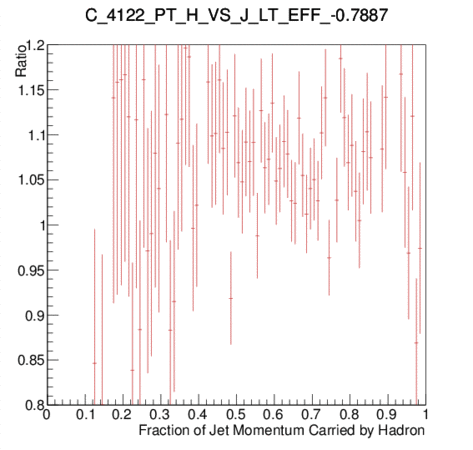 C_4122_PT_H_VS_J_LT_EFF_-0.7887
Ratio
1.2
1.15
1.1
1.05
1
0.95
0.9
0.85
0.8
0 0.1 0.2 0.3 0.4 0.5 0.6 0.7 0.8 0.9 1
Fraction of Jet Momentum Carried by Hadron